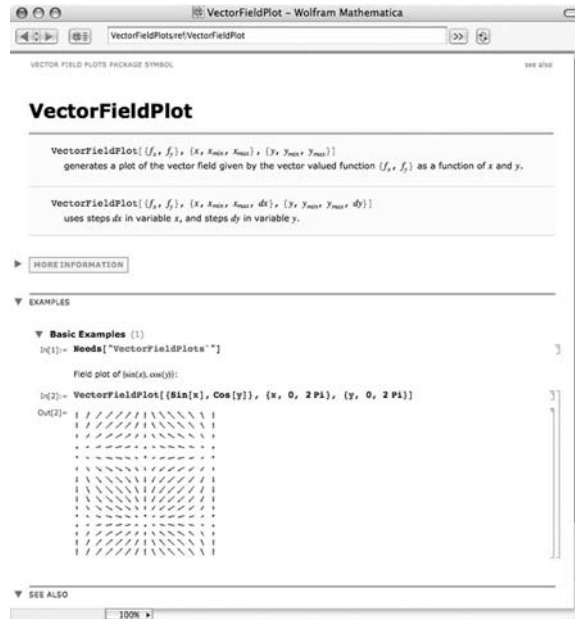 VectorFieldPlot – Wolfram Mathematica
VectorFieldPlots/ref/VectorFieldPlot
>>
VECTOR FIELD PLOTS PACKAGE SYMBOL
see also
VectorFieldPlot
VectorFieldPlot[{fx, fy}, {x, xmin, xmax}, {y, ymin, ymax}]
generates a plot of the vector field given by the vector valued function {fx, fy} as a function of x and y.
VectorFieldPlot[{fx, fy}, {x, xmin, xmax, dx}, {y, ymin, ymax, dy}]
uses steps dx in variable x, and steps dy in variable y.
MORE INFORMATION
EXAMPLES
Basic Examples (1)
In[1]:= Needs["VectorFieldPlots`"]
Field plot of {sin(x), cos(y)}:
In[2]:= VectorFieldPlot[{Sin[x], Cos[y]}, {x, 0, 2 Pi}, {y, 0, 2 Pi}]
Out[2]=
SEE ALSO
100%